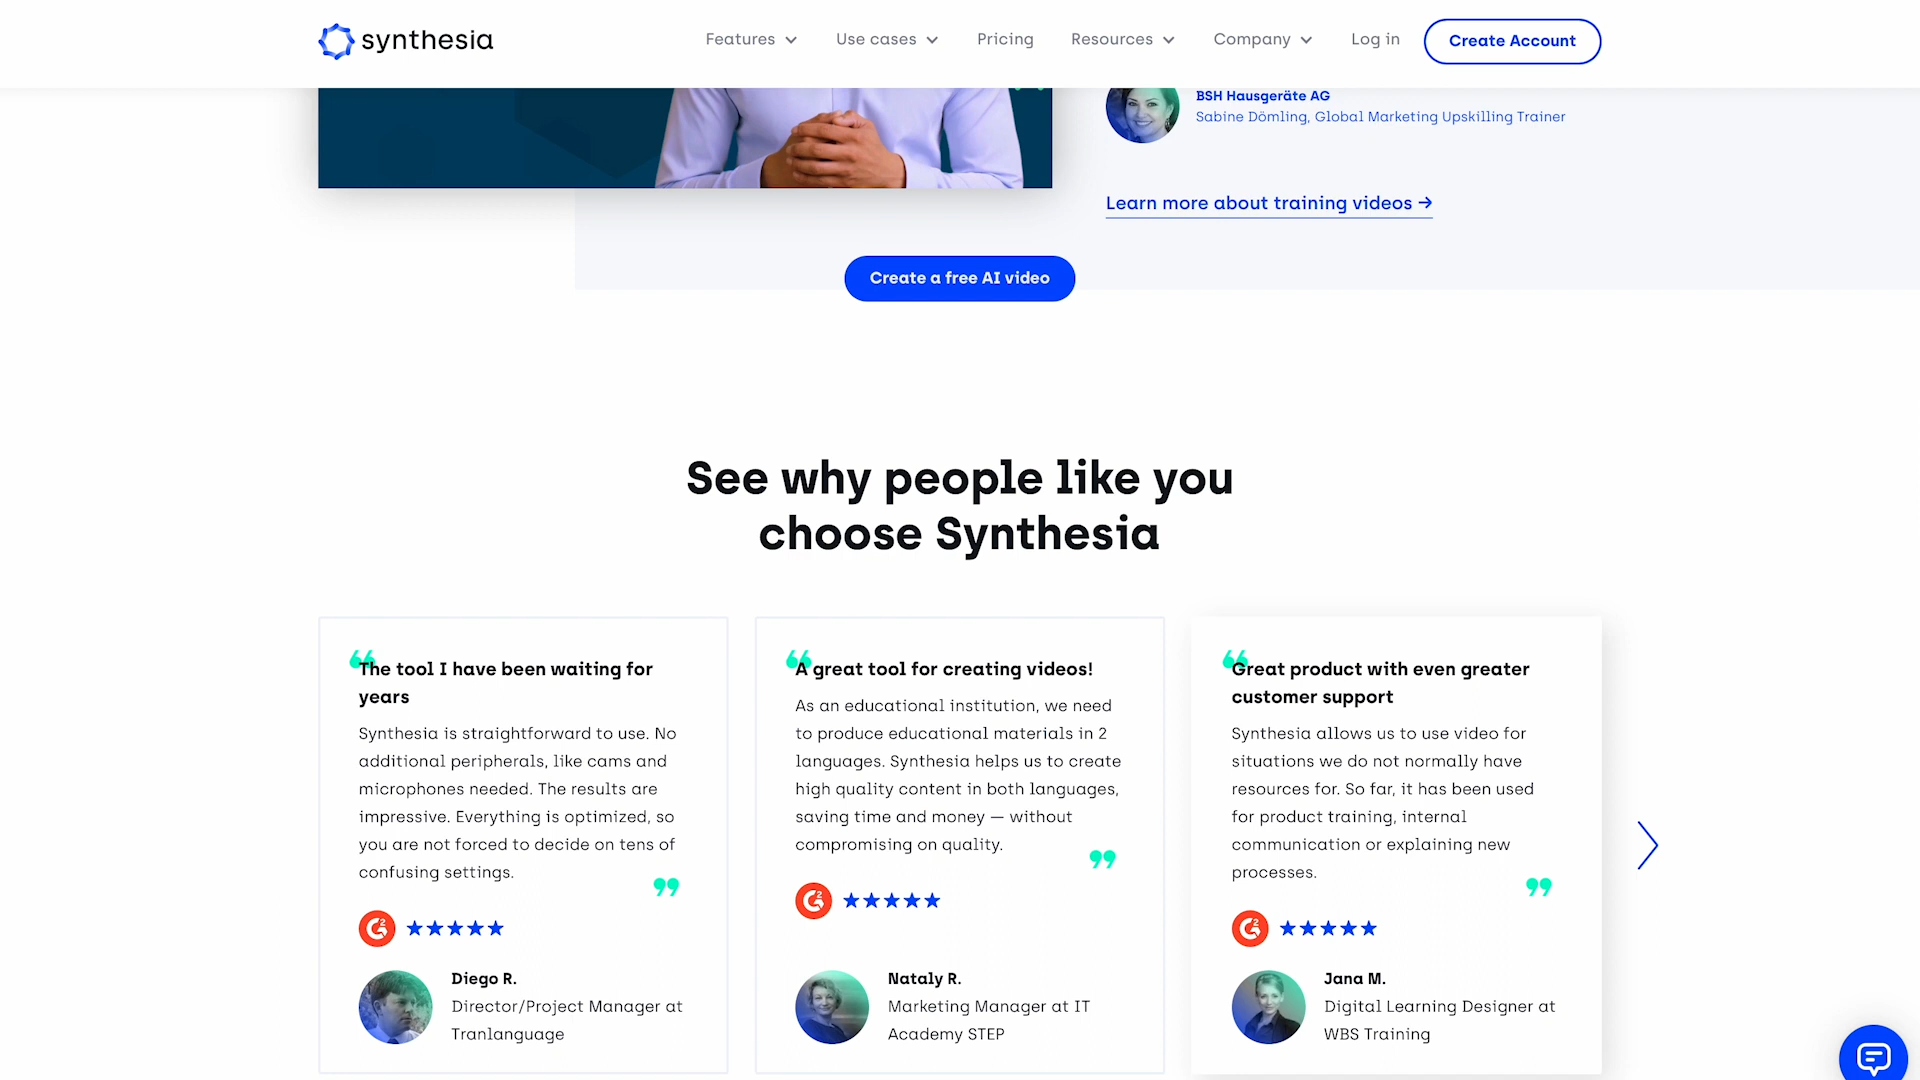 synthesia
Features
Use cases
Pricing
Resources
Company
Log in
Create Account
BSH Hausgeräte AG
Sabine Dömling, Global Marketing Upskilling Trainer
Learn more about training videos →
Create a free AI video
See why people like you
choose Synthesia
“The tool I have been waiting for
years
Synthesia is straightforward to use. No
additional peripherals, like cams and
microphones needed. The results are
impressive. Everything is optimized, so
you are not forced to decide on tens of
confusing settings. ”
G2 ★★★★★
Diego R.
Director/Project Manager at
Tranlanguage
“A great tool for creating videos!
As an educational institution, we need
to produce educational materials in 2
languages. Synthesia helps us to create
high quality content in both languages,
saving time and money — without
compromising on quality. ”
G2 ★★★★★
Nataly R.
Marketing Manager at IT
Academy STEP
“Great product with even greater
customer support
Synthesia allows us to use video for
situations we do not normally have
resources for. So far, it has been used
for product training, internal
communication or explaining new
processes. ”
G2 ★★★★★
Jana M.
Digital Learning Designer at
WBS Training